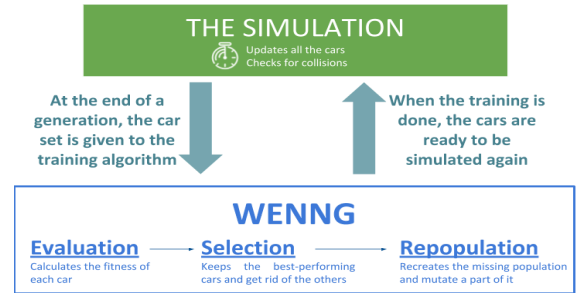 THE SIMULATION
Updates all the cars
Checks for collisions
At the end of a
generation, the car
set is given to the
training algorithm
When the training is
done, the cars are
ready to be
simulated again
WENNG
Evaluation
Calculates the fitness of
each car
Selection
Keeps the best-performing
cars and get rid of the others
Repopulation
Recreates the missing population
and mutate a part of it